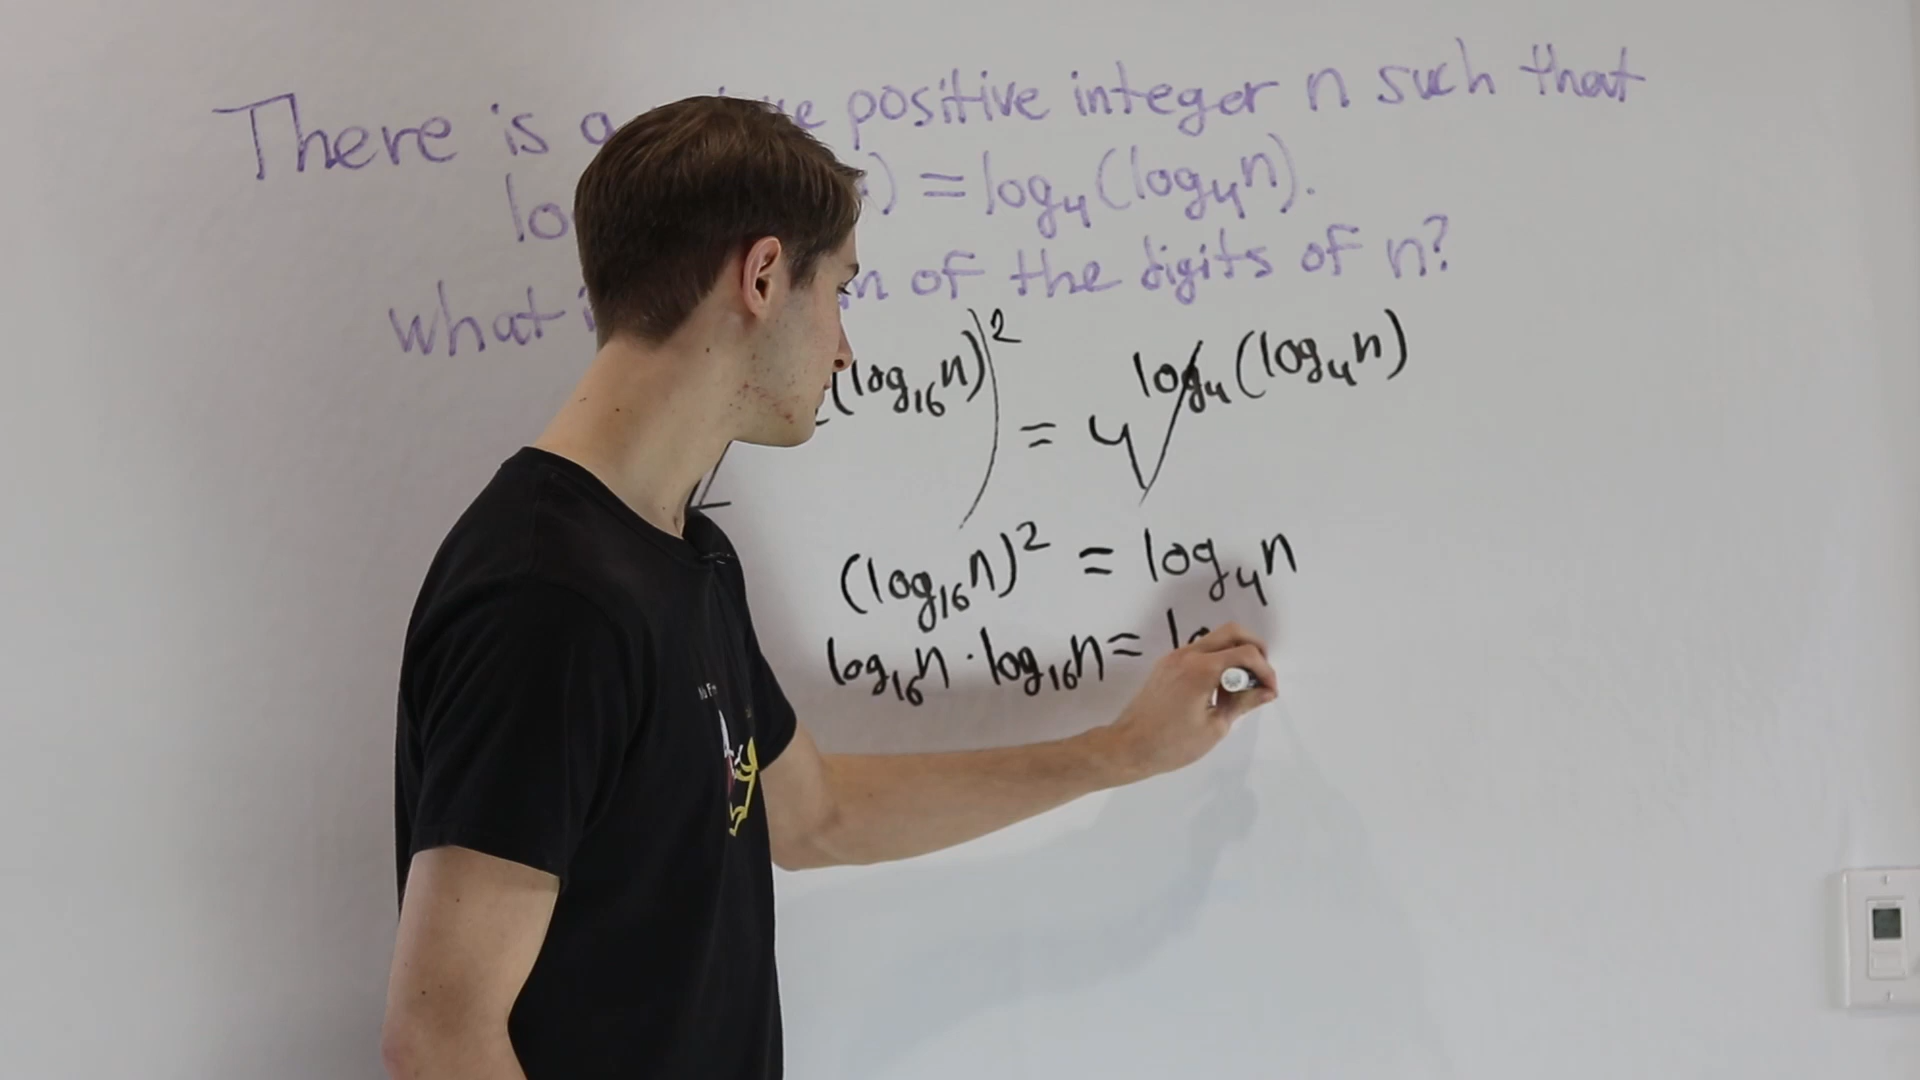 There is a positive integer n such that
lo ) = log₄(log₄n).
what of the digits of n?
(log₁₆n))² = 4^log₄(log₄n)
(log₁₆n)² = log₄n
log₁₆n · log₁₆n = lo